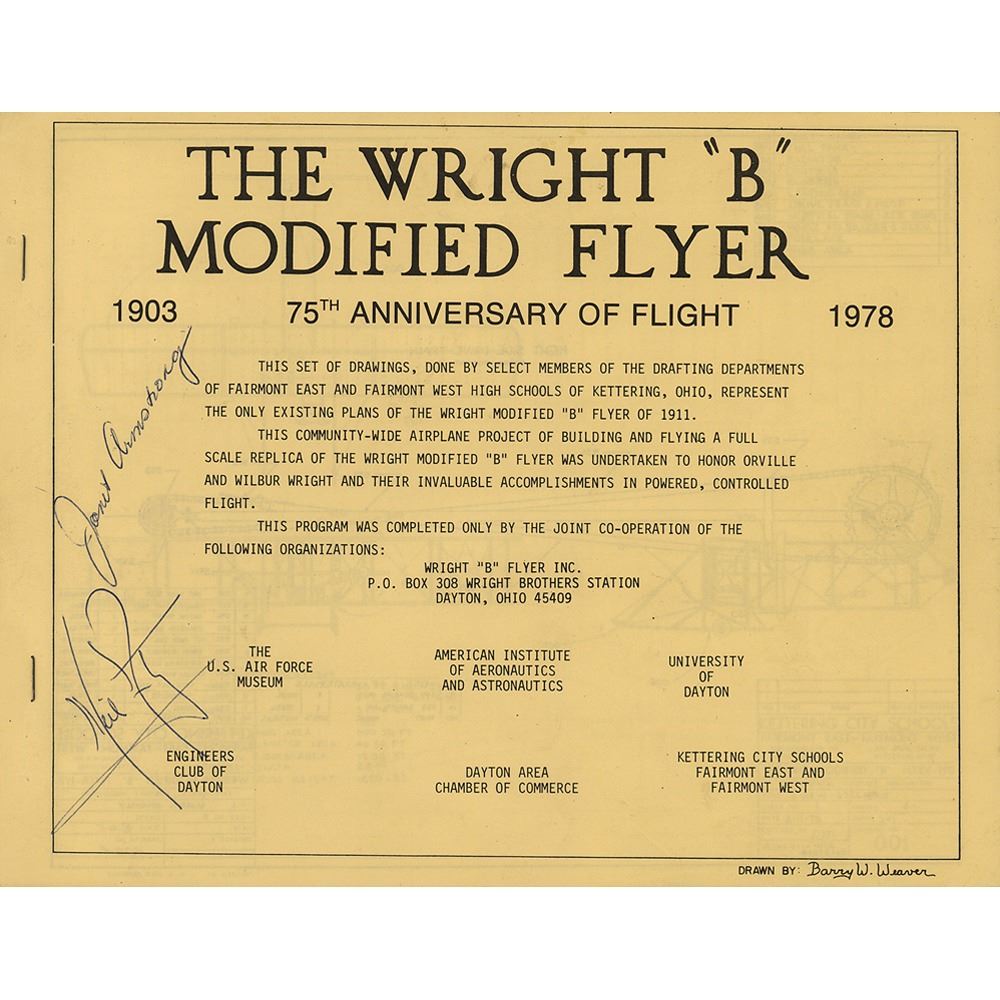 THE WRIGHT "B"
MODIFIED FLYER
1903 75TH ANNIVERSARY OF FLIGHT 1978
THIS SET OF DRAWINGS, DONE BY SELECT MEMBERS OF THE DRAFTING DEPARTMENTS
OF FAIRMONT EAST AND FAIRMONT WEST HIGH SCHOOLS OF KETTERING, OHIO, REPRESENT
THE ONLY EXISTING PLANS OF THE WRIGHT MODIFIED "B" FLYER OF 1911.
THIS COMMUNITY-WIDE AIRPLANE PROJECT OF BUILDING AND FLYING A FULL
SCALE REPLICA OF THE WRIGHT MODIFIED "B" FLYER WAS UNDERTAKEN TO HONOR ORVILLE
AND WILBUR WRIGHT AND THEIR INVALUABLE ACCOMPLISHMENTS IN POWERED, CONTROLLED
FLIGHT.
THIS PROGRAM WAS COMPLETED ONLY BY THE JOINT CO-OPERATION OF THE
FOLLOWING ORGANIZATIONS:
WRIGHT "B" FLYER INC.
P.O. BOX 308 WRIGHT BROTHERS STATION
DAYTON, OHIO 45409
THE
U.S. AIR FORCE
MUSEUM
AMERICAN INSTITUTE
OF AERONAUTICS
AND ASTRONAUTICS
UNIVERSITY
OF
DAYTON
ENGINEERS
CLUB OF
DAYTON
DAYTON AREA
CHAMBER OF COMMERCE
KETTERING CITY SCHOOLS
FAIRMONT EAST AND
FAIRMONT WEST
Janet Armstrong
Neil
DRAWN BY: Barry W. Weaver